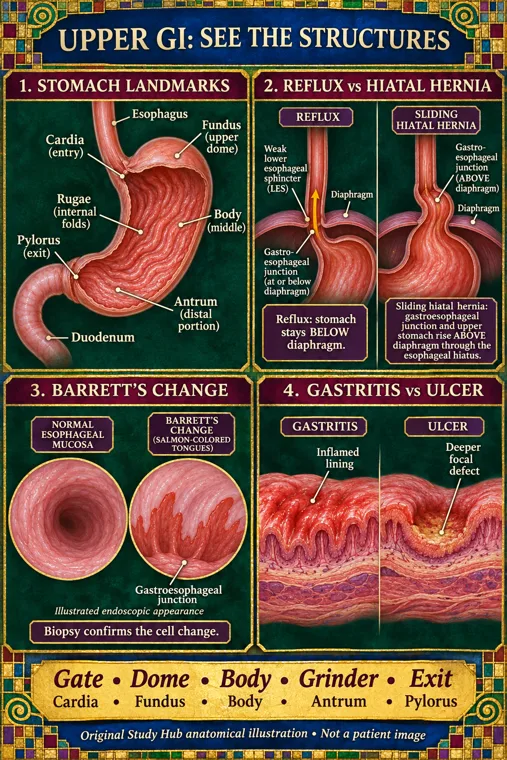 UPPER GI: SEE THE STRUCTURES
1. STOMACH LANDMARKS
Esophagus
Cardia
(entry)
Fundus
(upper
dome)
Rugae
(internal
folds)
Body
(middle)
Pylorus
(exit)
Antrum
(distal
portion)
Duodenum
2. REFLUX vs HIATAL HERNIA
REFLUX
Weak
lower
esophageal
sphincter
(LES)
Diaphragm
Gastro-
esophageal
junction
(at or below
diaphragm)
Reflux: stomach
stays BELOW
diaphragm.
SLIDING
HIATAL HERNIA
Gastro-
esophageal
junction
(ABOVE
diaphragm)
Diaphragm
Sliding hiatal hernia:
gastroesophageal
junction and upper
stomach rise ABOVE
diaphragm through the
esophageal hiatus.
3. BARRETT'S CHANGE
NORMAL
ESOPHAGEAL
MUCOSA
BARRETT'S
CHANGE
(SALMON-COLORED
TONGUES)
Gastroesophageal
junction
Illustrated endoscopic appearance
Biopsy confirms the cell change.
4. GASTRITIS vs ULCER
GASTRITIS
Inflamed
lining
ULCER
Deeper
focal
defect
Gate • Dome • Body • Grinder • Exit
Cardia • Fundus • Body • Antrum • Pylorus
Original Study Hub anatomical illustration • Not a patient image